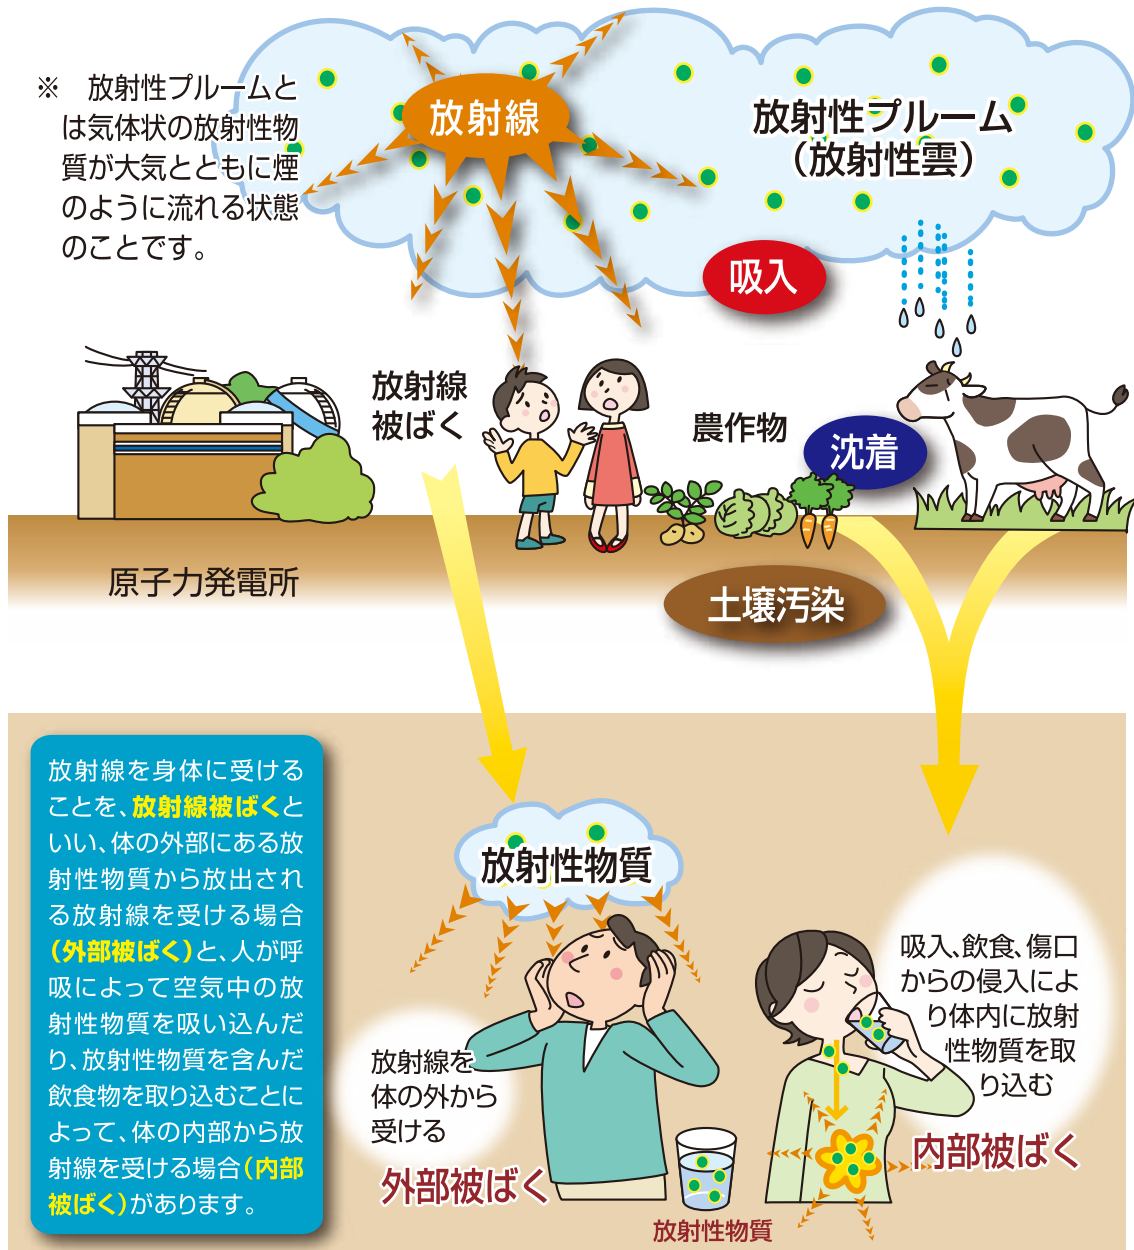 ※　放射性プルームと
は気体状の放射性物
質が大気とともに煙
のように流れる状態
のことです。
放射線
放射性プルーム
（放射性雲）
吸入
放射線
被ばく
農作物
沈着
原子力発電所
土壌汚染
放射線を身体に受ける
ことを、放射線被ばくと
いい、体の外部にある放
射性物質から放出され
る放射線を受ける場合
（外部被ばく）と、人が呼
吸によって空気中の放
射性物質を吸い込んだ
り、放射性物質を含んだ
飲食物を取り込むことに
よって、体の内部から放
射線を受ける場合（内部
被ばく）があります。
放射性物質
放射線を
体の外から
受ける
外部被ばく
放射性物質
吸入、飲食、傷口
からの侵入によ
り体内に放射
性物質を取
り込む
内部被ばく